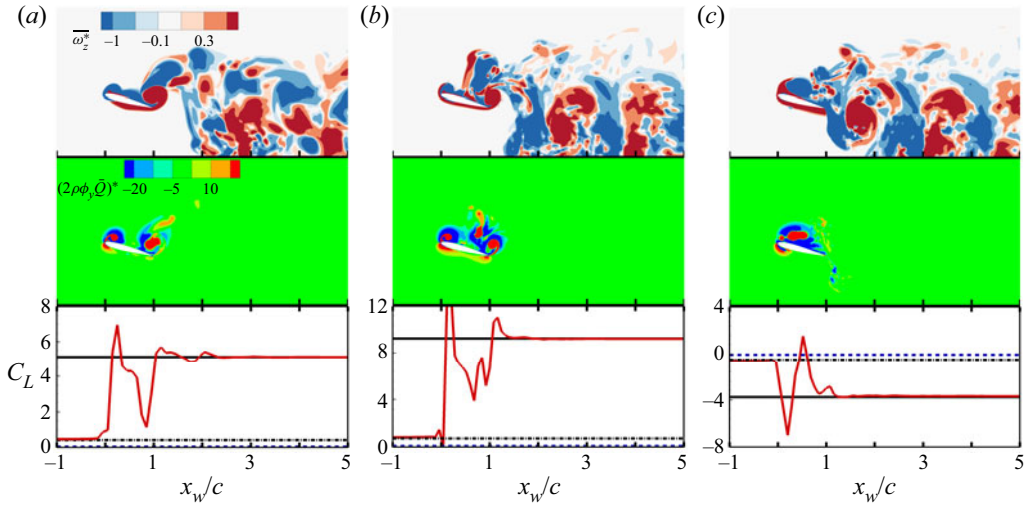 (a) (b) (c)
ω̅z* −1 −0.1 0.3
(2ρϕyQ̄)* −20 −5 10
8 12 4
6 8 0
CL 4
2 4 −4
0 0 −8
−1 1 3 5 −1 1 3 5 −1 1 3 5
xw/c xw/c xw/c